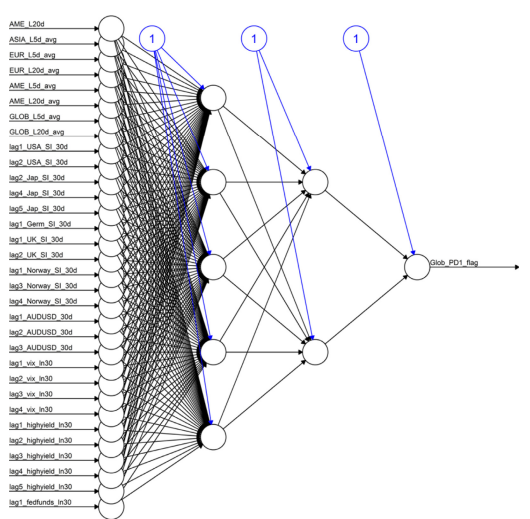 AME_L20d
ASIA_L5d_avg
EUR_L5d_avg
EUR_L20d_avg
AME_L5d_avg
AME_L20d_avg
GLOB_L5d_avg
GLOB_L20d_avg
lag1_USA_SI_30d
lag2_USA_SI_30d
lag2_Jap_SI_30d
lag4_Jap_SI_30d
lag5_Jap_SI_30d
lag1_Germ_SI_30d
lag1_UK_SI_30d
lag2_UK_SI_30d
lag1_Norway_SI_30d
lag3_Norway_SI_30d
lag4_Norway_SI_30d
lag1_AUDUSD_30d
lag2_AUDUSD_30d
lag3_AUDUSD_30d
lag1_vix_ln30
lag2_vix_ln30
lag3_vix_ln30
lag4_vix_ln30
lag1_highyield_ln30
lag2_highyield_ln30
lag3_highyield_ln30
lag4_highyield_ln30
lag5_highyield_ln30
lag1_fedfunds_ln30
1
1
1
Glob_PD1_flag